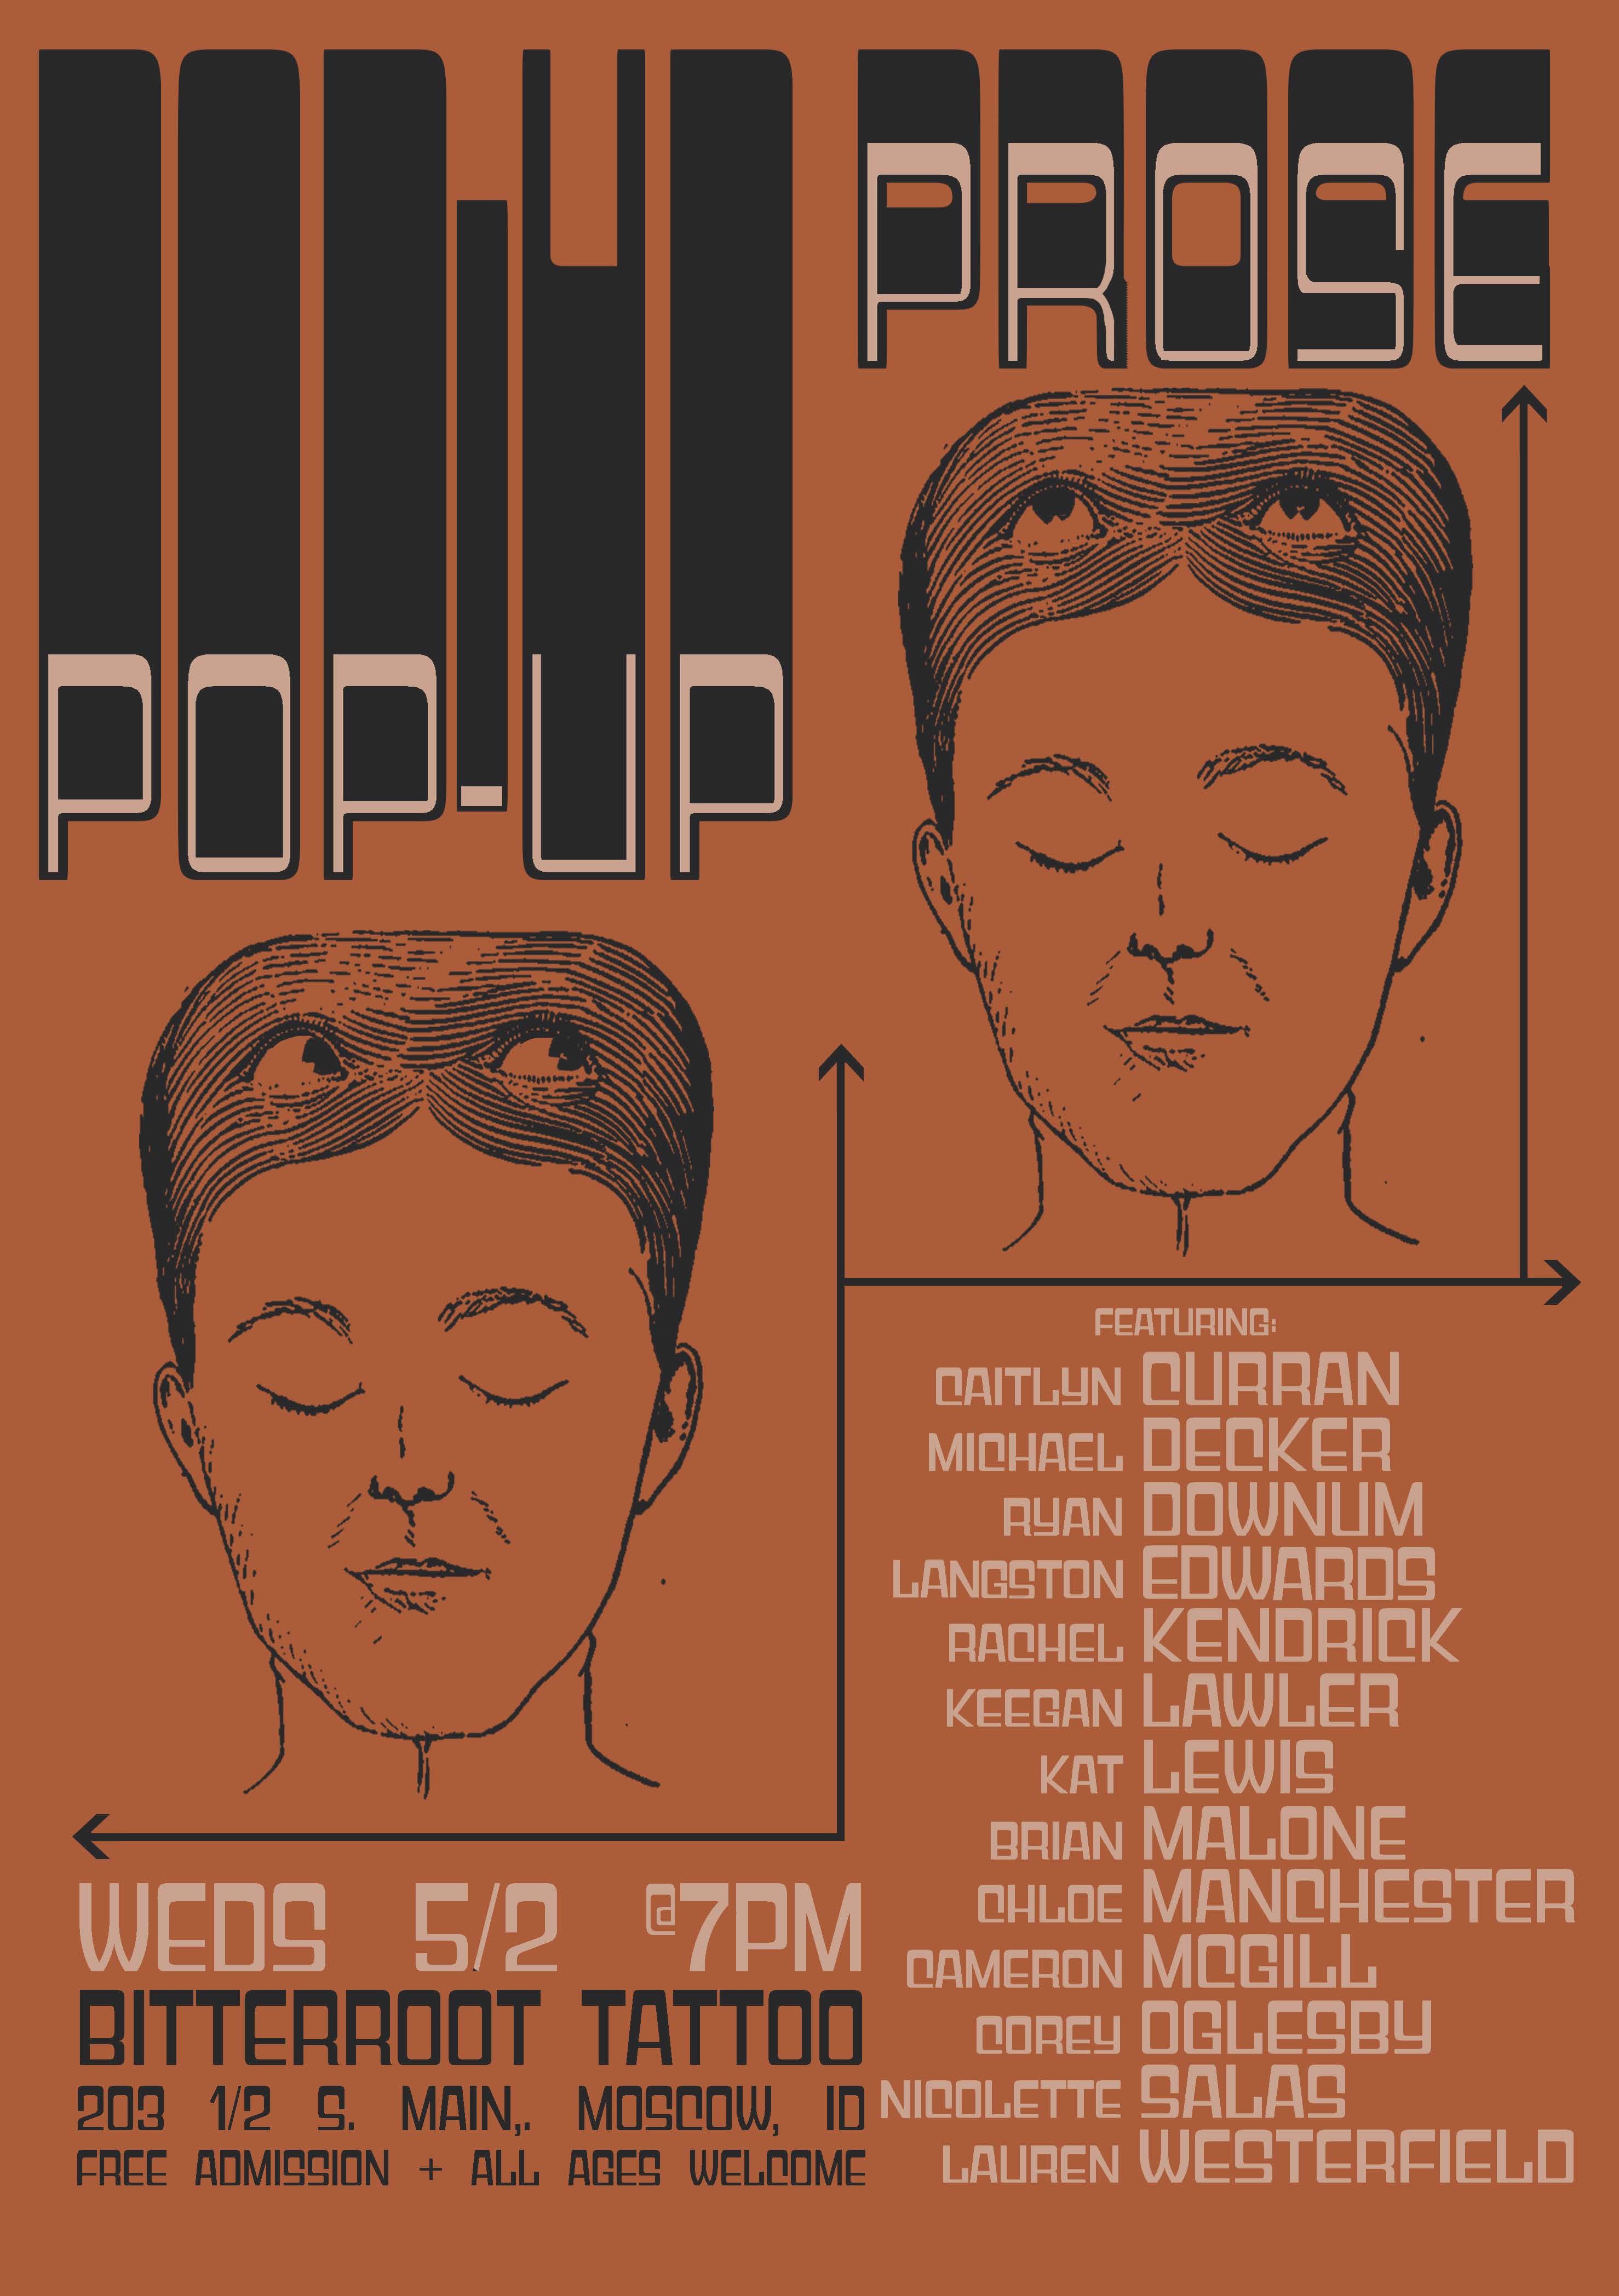 POP-UP PROSE
FEATURING:
CAITLYN CURRAN
MICHAEL DECKER
RYAN DOWNUM
LANGSTON EDWARDS
RACHEL KENDRICK
KEEGAN LAWLER
KAT LEWIS
BRIAN MALONE
CHLOE MANCHESTER
CAMERON MCGILL
COREY OGLESBY
NICOLETTE SALAS
LAUREN WESTERFIELD
WEDS 5/2 @7PM
BITTERROOT TATTOO
203 1/2 S. MAIN,. MOSCOW, ID
FREE ADMISSION + ALL AGES WELCOME